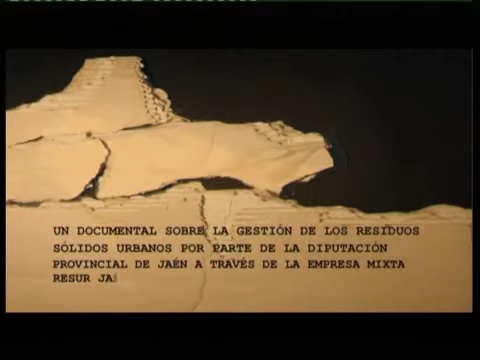 UN DOCUMENTAL SOBRE LA GESTIÓN DE LOS RESIDUOS
SÓLIDOS URBANOS POR PARTE DE LA DIPUTACIÓN
PROVINCIAL DE JAÉN A TRAVÉS DE LA EMPRESA MIXTA
RESUR JA